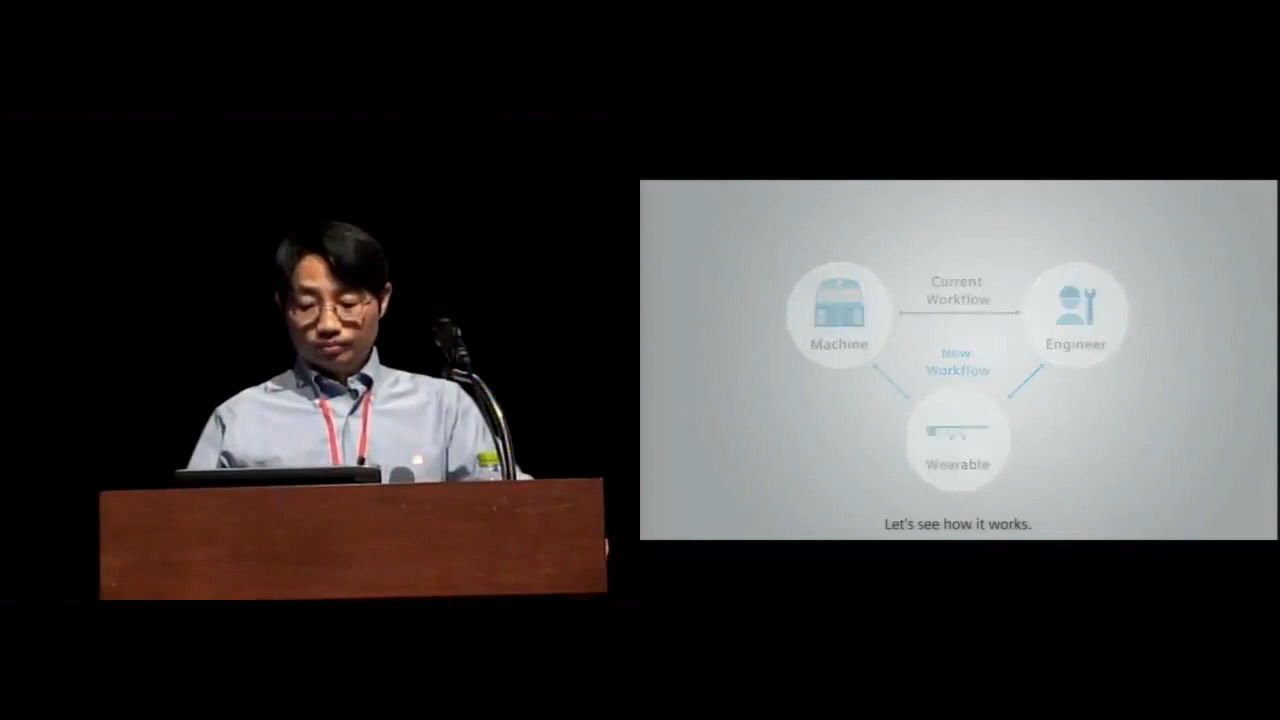 Current
Workflow
Machine
Engineer
New
Workflow
Wearable
Let's see how it works.